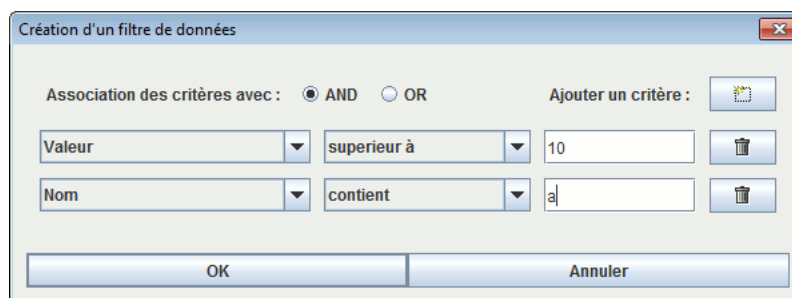 Création d'un filtre de données
Association des critères avec : AND OR Ajouter un critère :
Valeur superieur à 10
Nom contient a
OK Annuler